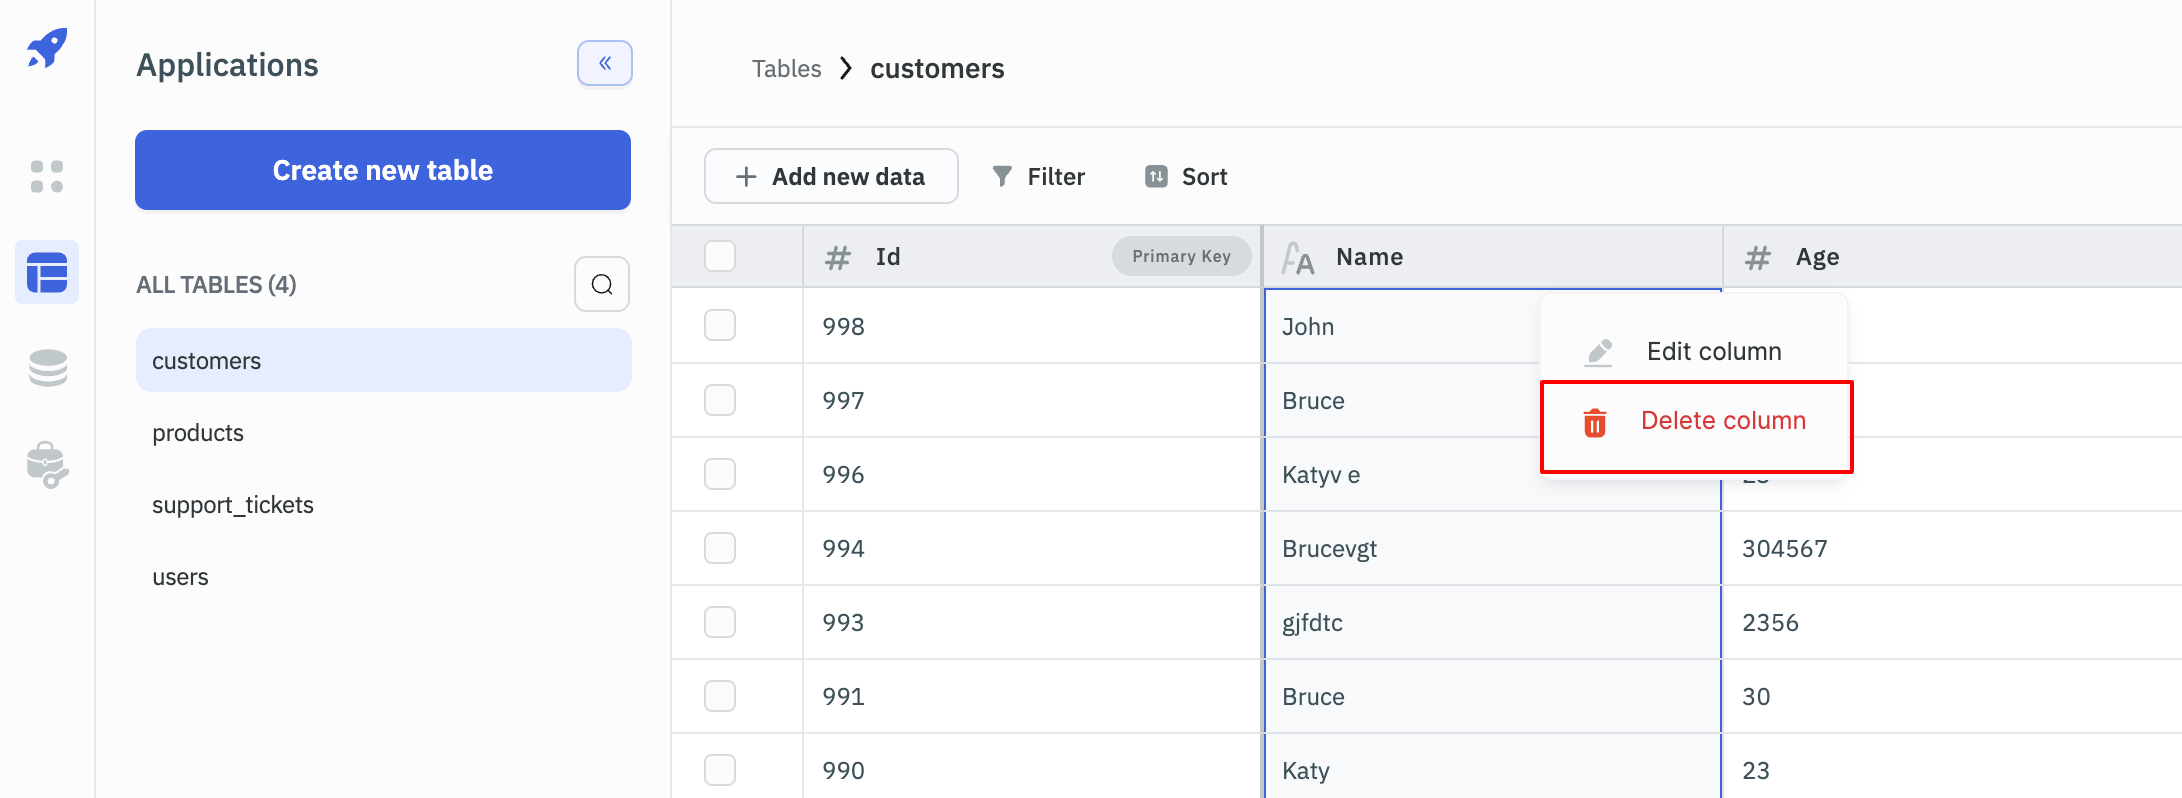 Applications
«
Create new table
ALL TABLES (4)
customers
products
support_tickets
users
Tables > customers
+ Add new data Filter Sort
# Id Primary Key Name # Age
998 John
997 Bruce
996 Katyv e
994 Brucevgt 304567
993 gjfdtc 2356
991 Bruce 30
990 Katy 23
Edit column
Delete column